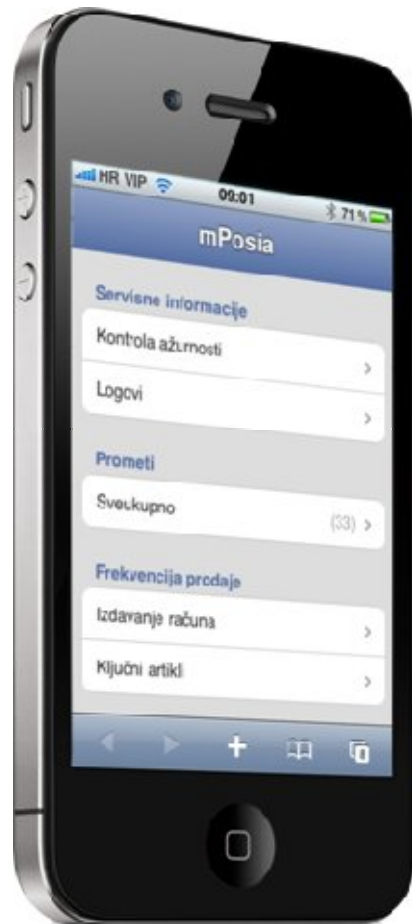 HR VIP 09:01 71 %
mPosia
Servisne informacije
Kontrola ažurnosti
Logovi
Prometi
Sveukupno (33)
Frekvencija prodaje
Izdavanje računa
Ključni artikli